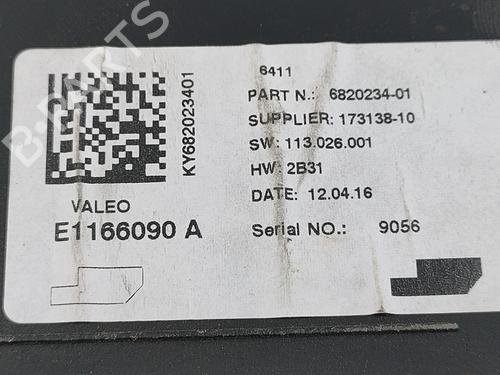 6411
PART N.: 6820234-01
SUPPLIER: 173138-10
SW: 113.026.001
HW: 2B31
DATE: 12.04.16
Serial NO.: 9056
KY682023401
VALEO
E1166090 A
B-PARTS